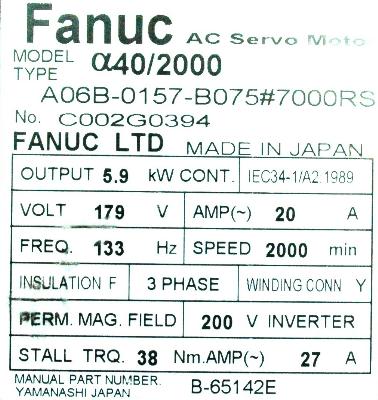 Fanuc AC Servo Moto
MODEL
TYPE α40/2000
A06B-0157-B075#7000RS
No. C002G0394
FANUC LTD MADE IN JAPAN
OUTPUT 5.9 kW CONT. IEC34-1/A2.1989
VOLT 179 V AMP(~) 20 A
FREQ. 133 Hz SPEED 2000 min
INSULATION F 3 PHASE WINDING CONN Y
PERM. MAG. FIELD 200 V INVERTER
STALL TRQ. 38 Nm. AMP(~) 27 A
MANUAL PART NUMBER.
YAMANASHI JAPAN B-65142E